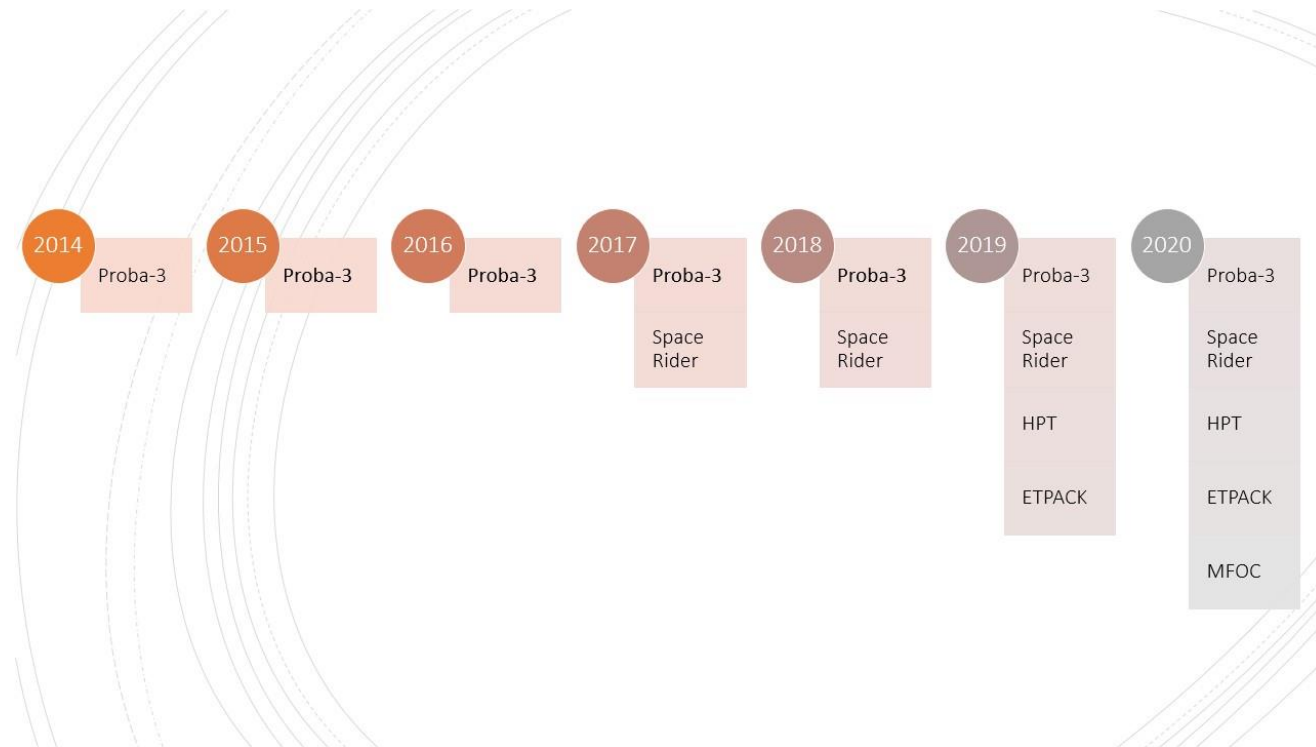 2014
Proba-3
2015
Proba-3
2016
Proba-3
2017
Proba-3
Space
Rider
2018
Proba-3
Space
Rider
2019
Proba-3
Space
Rider
HPT
ETPACK
2020
Proba-3
Space
Rider
HPT
ETPACK
MFOC